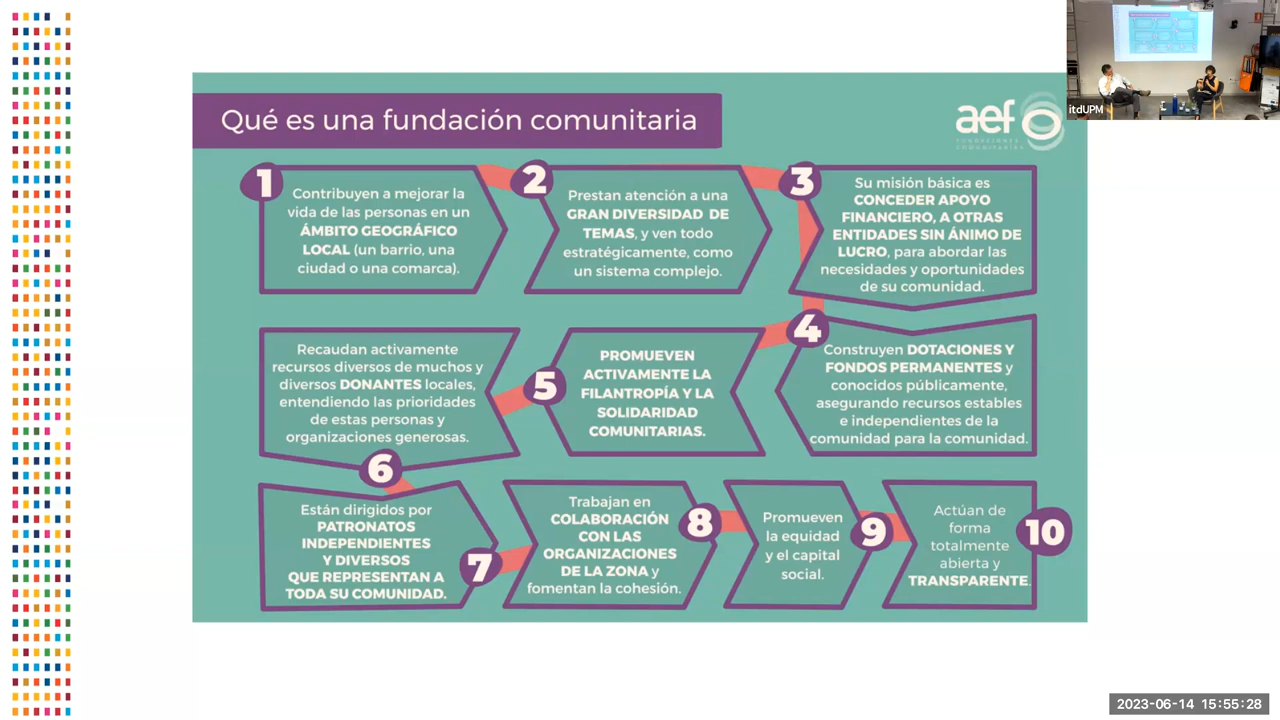 itdUPM
Qué es una fundación comunitaria
aef
FUNDACIONES
COMUNITARIAS
1
Contribuyen a mejorar la
vida de las personas en un
ÁMBITO GEOGRÁFICO
LOCAL (un barrio, una
ciudad o una comarca).
2
Prestan atención a una
GRAN DIVERSIDAD DE
TEMAS, y ven todo
estratégicamente, como
un sistema complejo.
3
Su misión básica es
CONCEDER APOYO
FINANCIERO, A OTRAS
ENTIDADES SIN ÁNIMO DE
LUCRO, para abordar las
necesidades y oportunidades
de su comunidad.
4
Construyen DOTACIONES Y
FONDOS PERMANENTES y
conocidos públicamente,
asegurando recursos estables
e independientes de la
comunidad para la comunidad.
5
PROMUEVEN
ACTIVAMENTE LA
FILANTROPÍA Y LA
SOLIDARIDAD
COMUNITARIAS.
Recaudan activamente
recursos diversos de muchos y
diversos DONANTES locales,
entendiendo las prioridades
de estas personas y
organizaciones generosas.
6
Están dirigidos por
PATRONATOS
INDEPENDIENTES
Y DIVERSOS
QUE REPRESENTAN A
TODA SU COMUNIDAD.
7
Trabajan en
COLABORACIÓN
CON LAS
ORGANIZACIONES
DE LA ZONA y
fomentan la cohesión.
8
Promueven
la equidad
y el capital
social.
9
Actúan de
forma
totalmente
abierta y
TRANSPARENTE.
10
2023-06-14 15:55:28